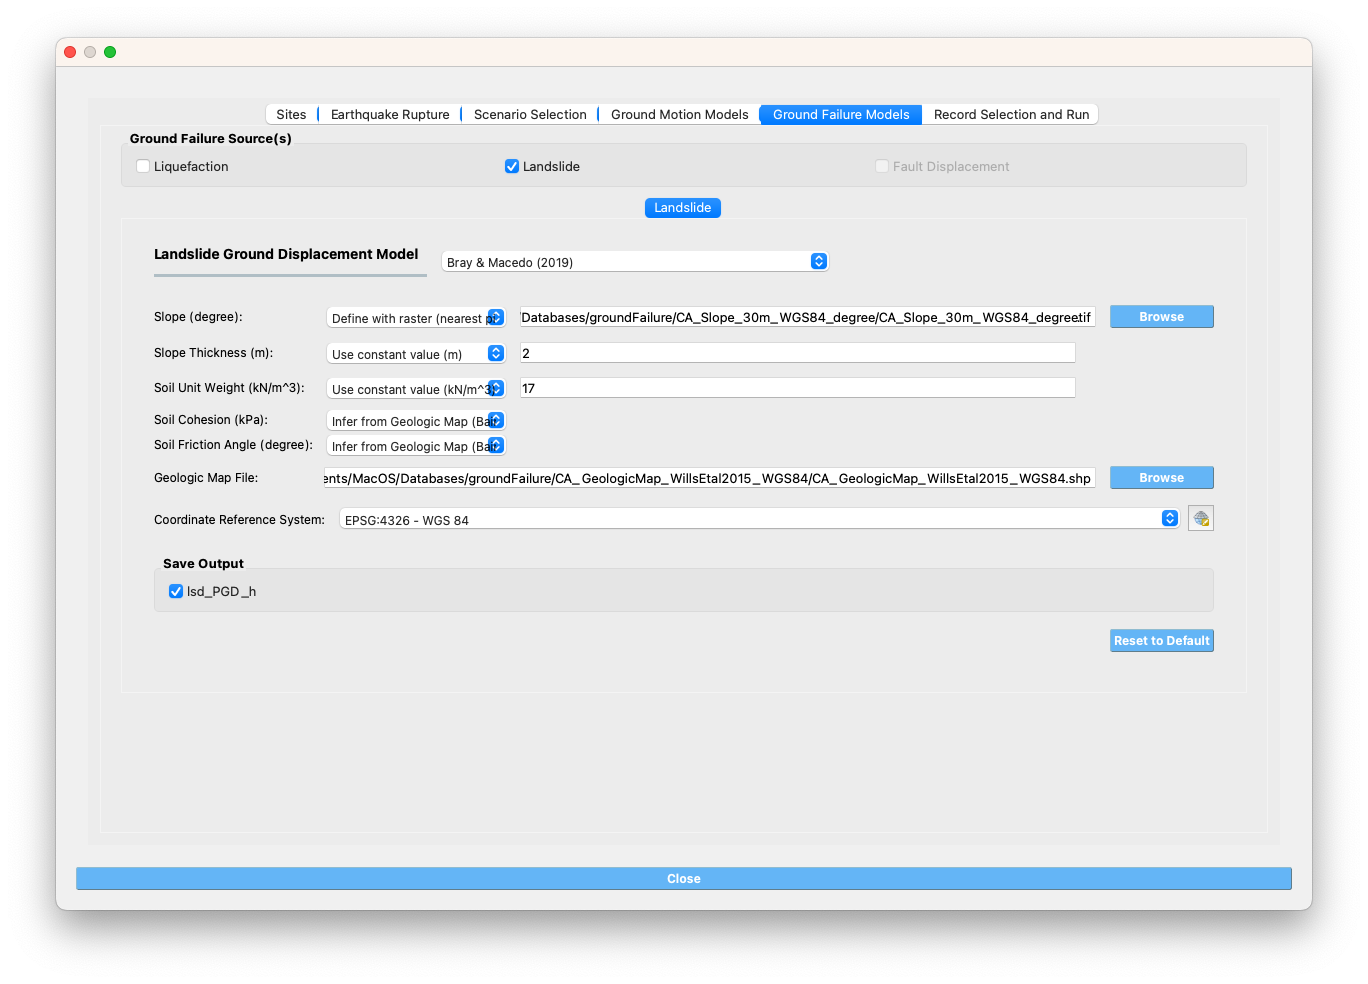 Sites Earthquake Rupture Scenario Selection Ground Motion Models Ground Failure Models Record Selection and Run
Ground Failure Source(s)
Liquefaction Landslide Fault Displacement
Landslide
Landslide Ground Displacement Model Bray & Macedo (2019)
Slope (degree): Define with raster (nearest /Databases/groundFailure/CA_Slope_30m_WGS84_degree/CA_Slope_30m_WGS84_degree.tif Browse
Slope Thickness (m): Use constant value (m) 2
Soil Unit Weight (kN/m^3): Use constant value (kN/m^3) 17
Soil Cohesion (kPa): Infer from Geologic Map
Soil Friction Angle (degree): Infer from Geologic Map
Geologic Map File: ents/MacOS/Databases/groundFailure/CA_GeologicMap_WillsEtal2015_WGS84/CA_GeologicMap_WillsEtal2015_WGS84.shp Browse
Coordinate Reference System: EPSG:4326 - WGS 84
Save Output
lsd_PGD_h
Reset to Default
Close